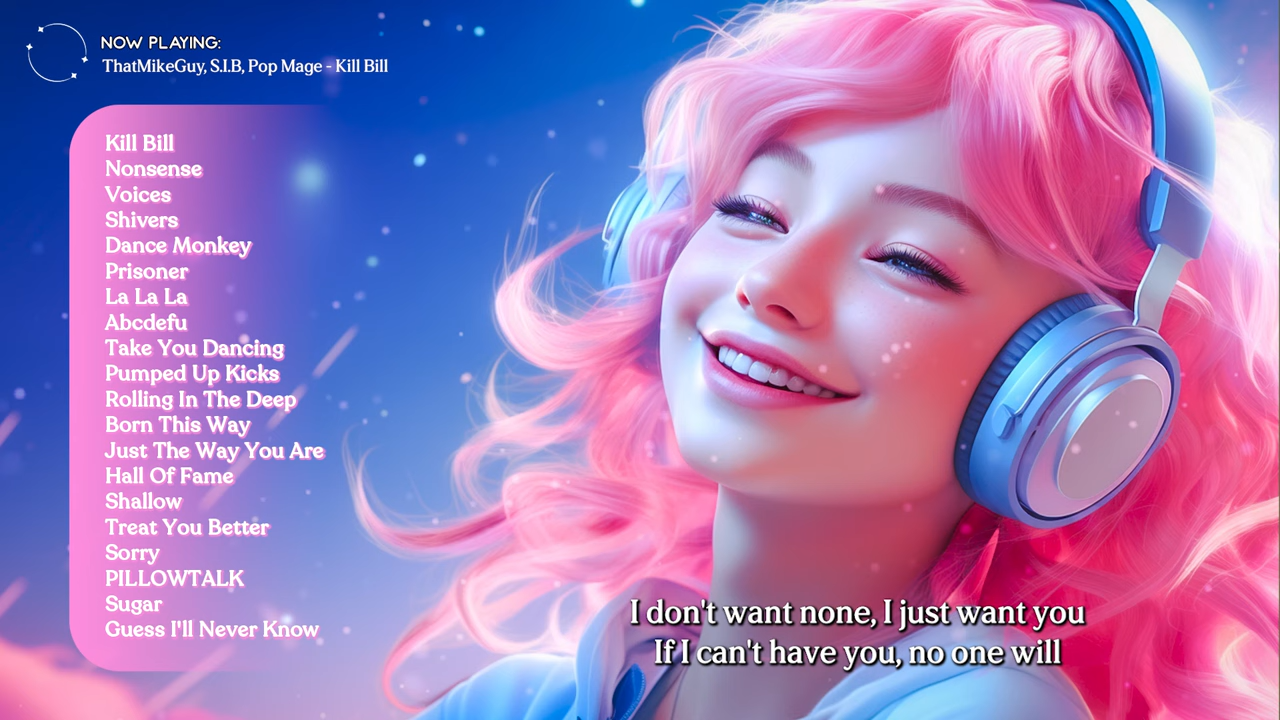 NOW PLAYING:
ThatMikeGuy, S.I.B, Pop Mage - Kill Bill
Kill Bill
Nonsense
Voices
Shivers
Dance Monkey
Prisoner
La La La
Abcdefu
Take You Dancing
Pumped Up Kicks
Rolling In The Deep
Born This Way
Just The Way You Are
Hall Of Fame
Shallow
Treat You Better
Sorry
PILLOWTALK
Sugar
Guess I'll Never Know
I don't want none, I just want you
If I can't have you, no one will